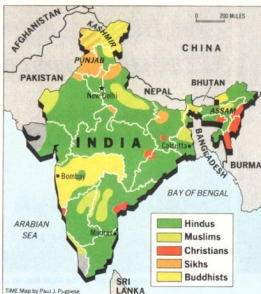 AFGHANISTAN
KASHMIR
0 200 MILES
CHINA
PUNJAB
PAKISTAN
New Delhi
NEPAL
BHUTAN
ASSAM
INDIA
Calcutta
BANGLADESH
BURMA
Bombay
BAY OF BENGAL
ARABIAN
SEA
Madras
Hindus
Muslims
Christians
Sikhs
Buddhists
SRI
LANKA
TIME Map by Paul J. Pugliese